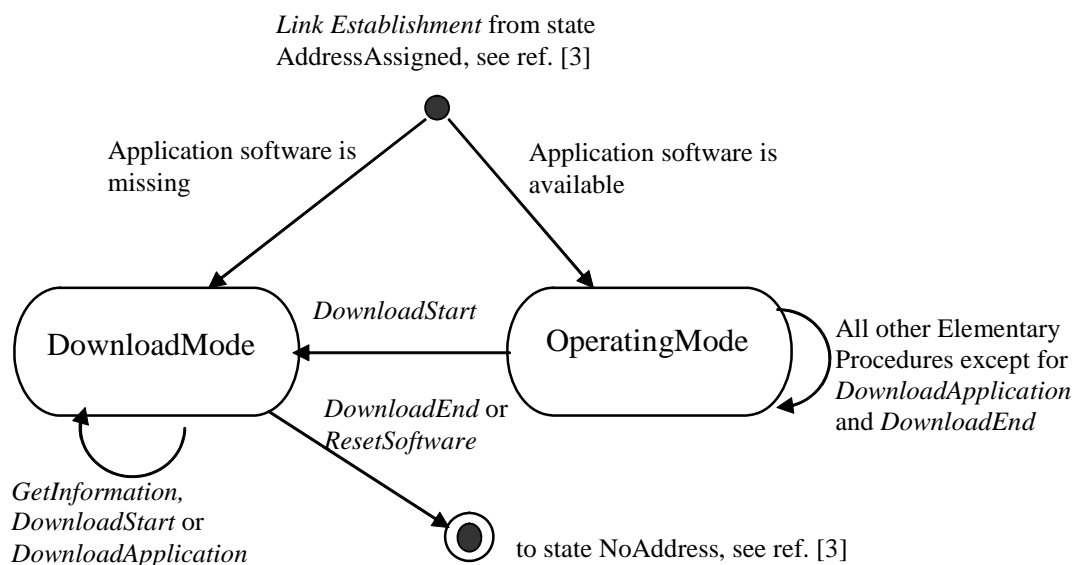 Link Establishment from state
AddressAssigned, see ref. [3]
Application software is
missing
Application software is
available
DownloadMode
DownloadStart
OperatingMode
All other Elementary
Procedures except for
DownloadApplication
and DownloadEnd
DownloadEnd or
ResetSoftware
GetInformation,
DownloadStart or
DownloadApplication
to state NoAddress, see ref. [3]